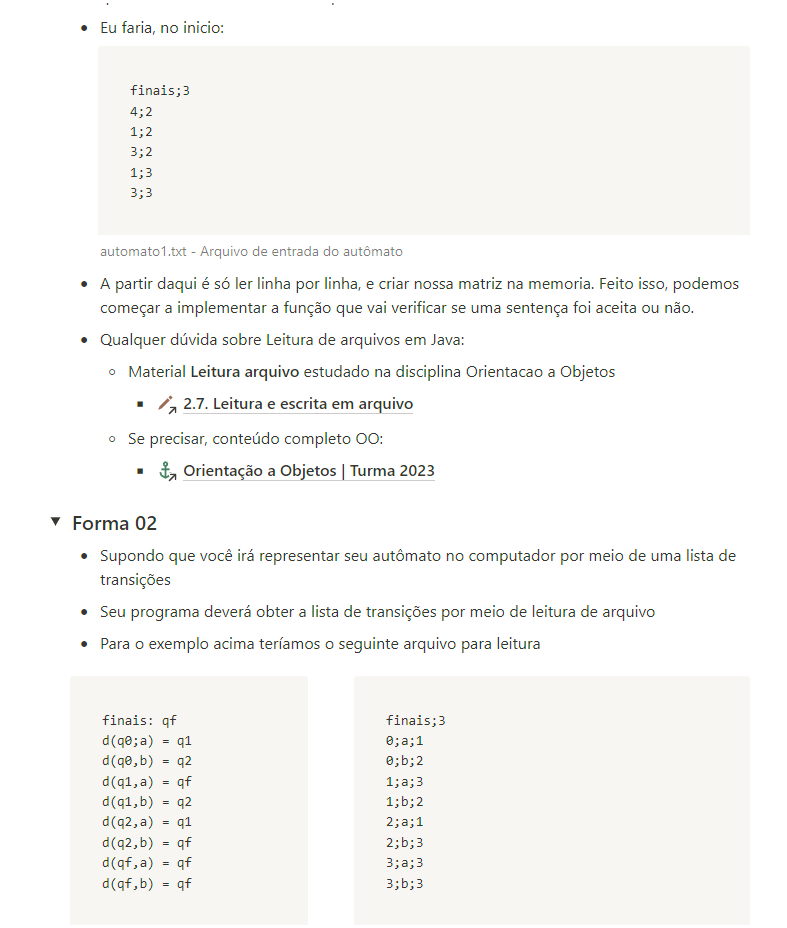 Eu faria, no inicio:
finais;3
4;2
1;2
3;2
1;3
3;3
automato1.txt - Arquivo de entrada do autômato
A partir daqui é só ler linha por linha, e criar nossa matriz na memoria. Feito isso, podemos
começar a implementar a função que vai verificar se uma sentença foi aceita ou não.
Qualquer dúvida sobre Leitura de arquivos em Java:
Material Leitura arquivo estudado na disciplina Orientacao a Objetos
2.7. Leitura e escrita em arquivo
Se precisar, conteúdo completo OO:
Orientação a Objetos | Turma 2023
Forma 02
Supondo que você irá representar seu autômato no computador por meio de uma lista de
transições
Seu programa deverá obter a lista de transições por meio de leitura de arquivo
Para o exemplo acima teríamos o seguinte arquivo para leitura
finais: qf
d(q0;a) = q1
d(q0,b) = q2
d(q1,a) = qf
d(q1,b) = q2
d(q2,a) = q1
d(q2,b) = qf
d(qf,a) = qf
d(qf,b) = qf
finais;3
0;a;1
0;b;2
1;a;3
1;b;2
2;a;1
2;b;3
3;a;3
3;b;3